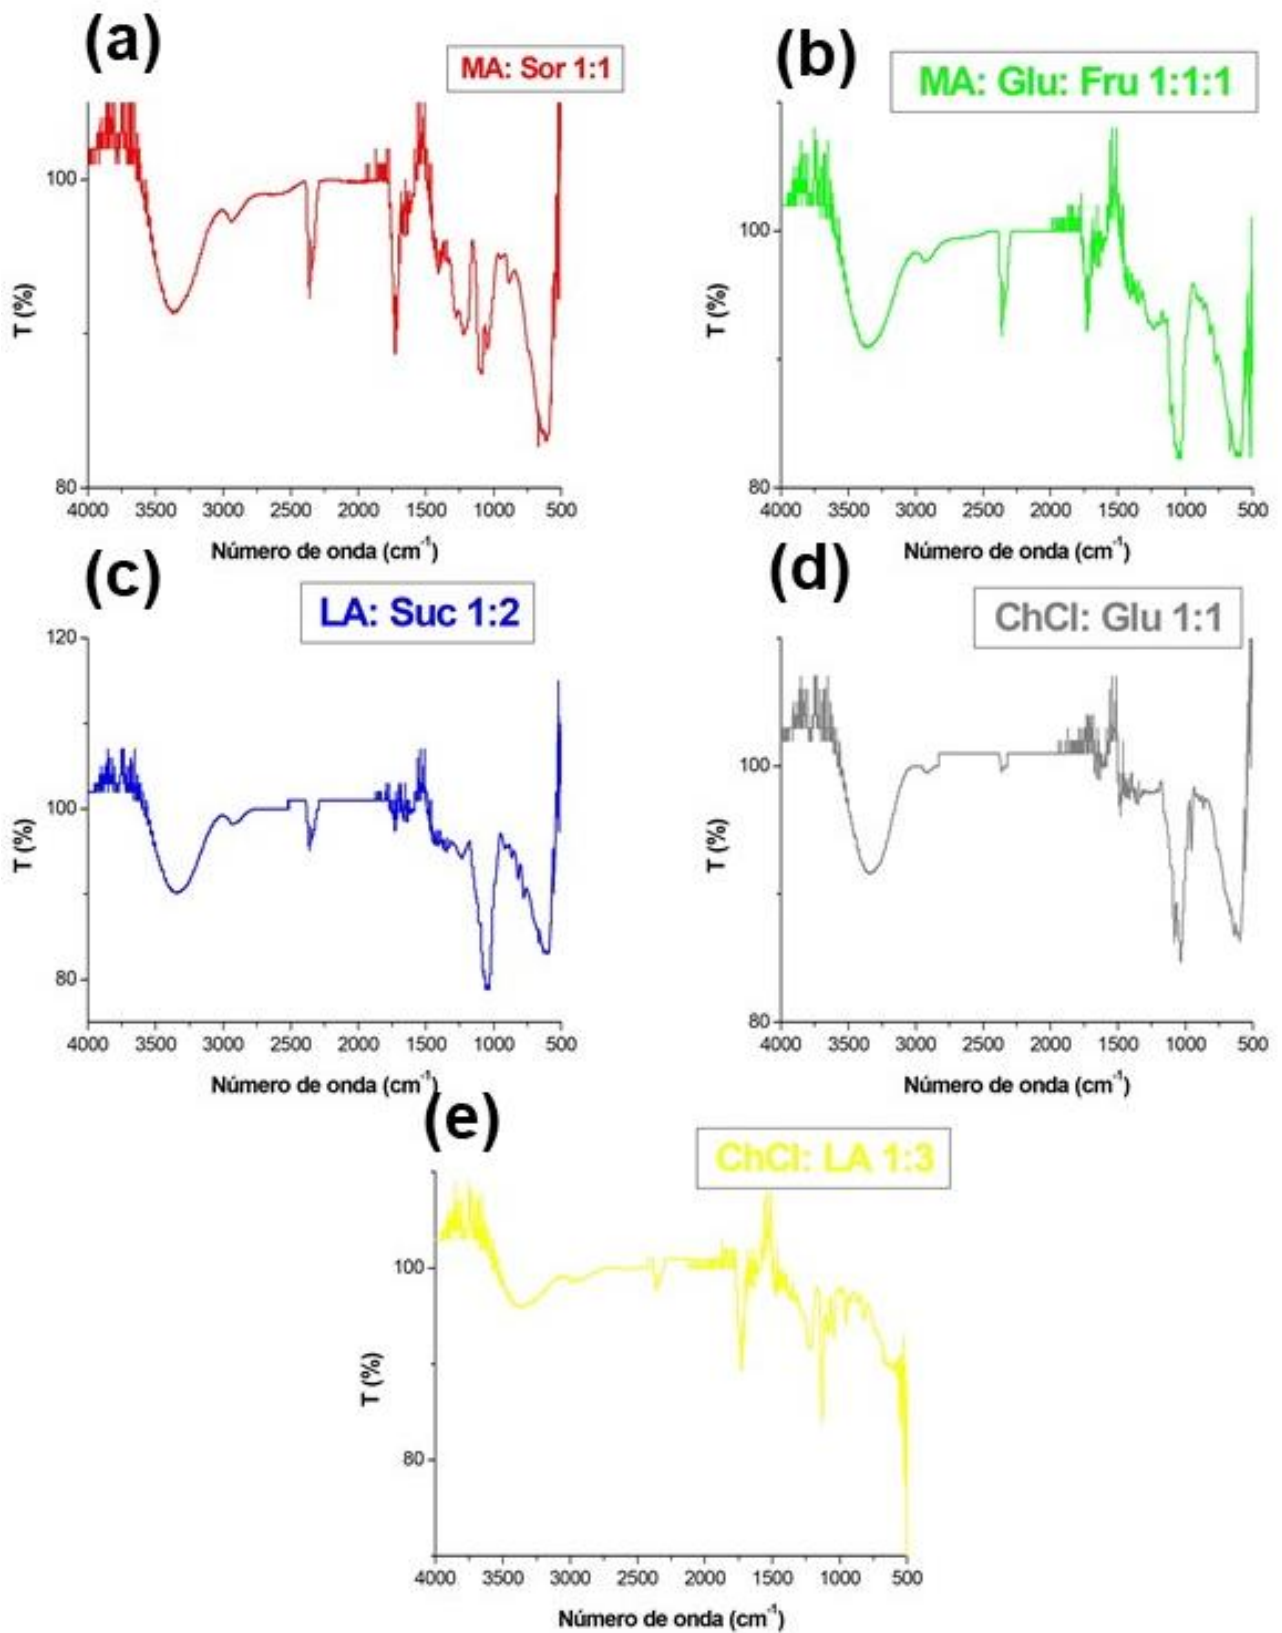 (a)
MA: Sor 1:1
100
80
T (%)
4000 3500 3000 2500 2000 1500 1000 500
Número de onda (cm-1)
(b)
MA: Glu: Fru 1:1:1
100
80
T (%)
4000 3500 3000 2500 2000 1500 1000 500
Número de onda (cm-1)
(c)
LA: Suc 1:2
120
100
80
T (%)
4000 3500 3000 2500 2000 1500 1000 500
Número de onda (cm-1)
(d)
ChCl: Glu 1:1
100
80
T (%)
4000 3500 3000 2500 2000 1500 1000 500
Número de onda (cm-1)
(e)
ChCl: LA 1:3
100
80
T (%)
4000 3500 3000 2500 2000 1500 1000 500
Número de onda (cm-1)